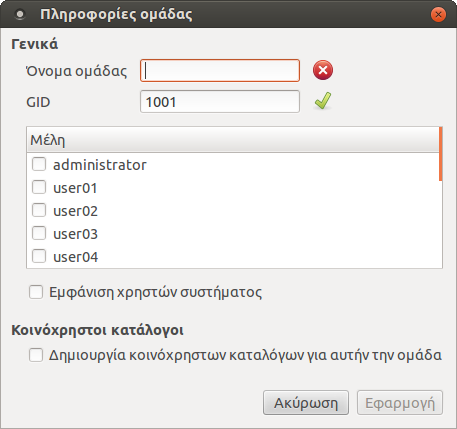 Πληροφορίες ομάδας
Γενικά
Όνομα ομάδας
GID 1001
Μέλη
administrator
user01
user02
user03
user04
Εμφάνιση χρηστών συστήματος
Κοινόχρηστοι κατάλογοι
Δημιουργία κοινόχρηστων καταλόγων για αυτήν την ομάδα
Ακύρωση Εφαρμογή